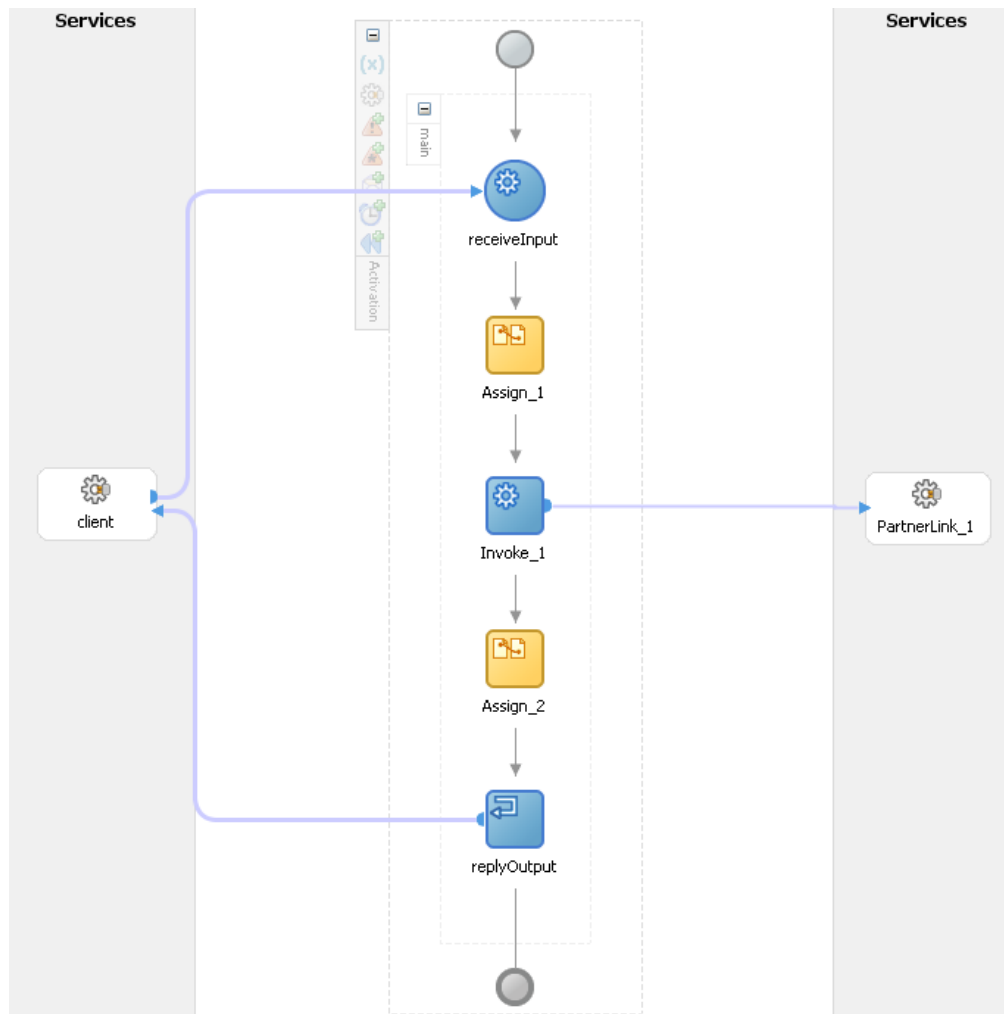 Services
Services
(x)
main
receiveInput
Activation
Assign_1
client
Invoke_1
PartnerLink_1
Assign_2
replyOutput